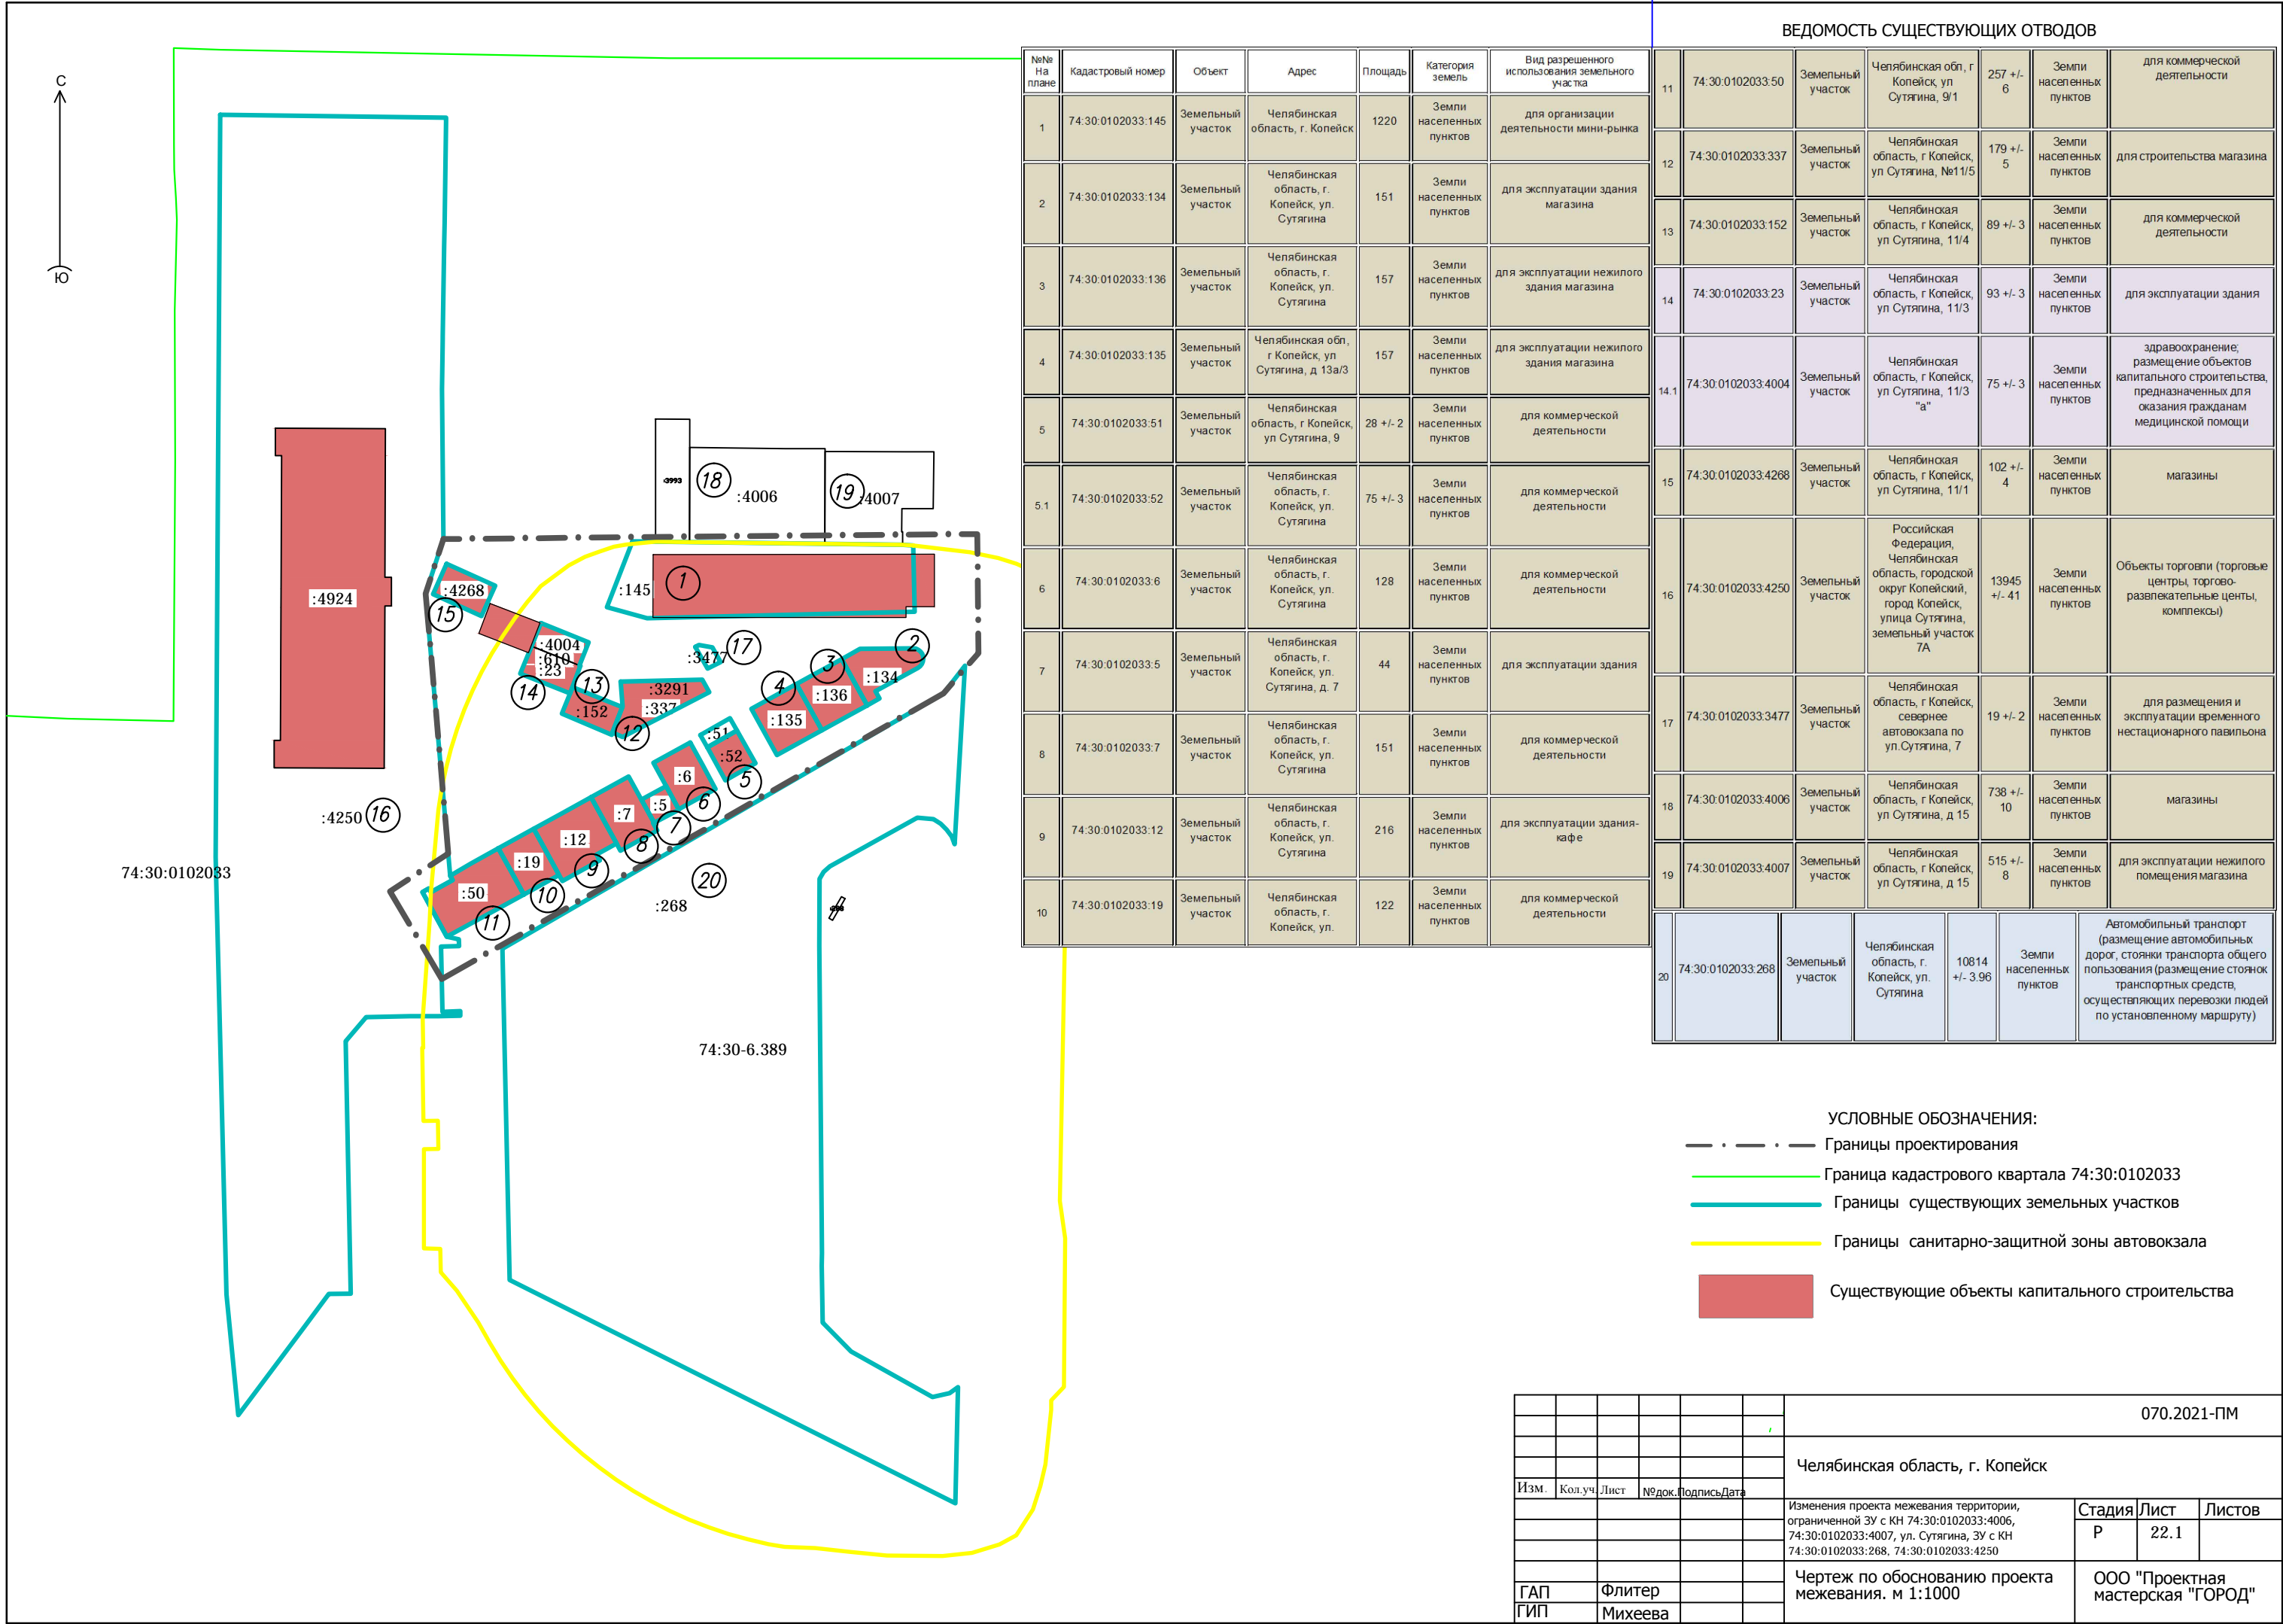 ВЕДОМОСТЬ СУЩЕСТВУЮЩИХ ОТВОДОВ
№№ На плане
Кадастровый номер
Объект
Адрес
Площадь
Категория земель
Вид разрешенного использования земельного участка
1
74:30:0102033:145
Земельный участок
Челябинская область, г. Копейск
1220
Земли населенных пунктов
для организации деятельности мини-рынка
2
74:30:0102033:134
Земельный участок
Челябинская область, г. Копейск, ул. Сутягина
151
Земли населенных пунктов
для эксплуатации здания магазина
3
74:30:0102033:136
Земельный участок
Челябинская область, г. Копейск, ул. Сутягина
157
Земли населенных пунктов
для эксплуатации нежилого здания магазина
4
74:30:0102033:135
Земельный участок
Челябинская обл, г Копейск, ул Сутягина, д 13а/3
157
Земли населенных пунктов
для эксплуатации нежилого здания магазина
5
74:30:0102033:51
Земельный участок
Челябинская область, г Копейск, ул Сутягина, 9
28 +/- 2
Земли населенных пунктов
для коммерческой деятельности
5.1
74:30:0102033:52
Земельный участок
Челябинская область, г. Копейск, ул. Сутягина
75 +/- 3
Земли населенных пунктов
для коммерческой деятельности
6
74:30:0102033:6
Земельный участок
Челябинская область, г. Копейск, ул. Сутягина
128
Земли населенных пунктов
для коммерческой деятельности
7
74:30:0102033:5
Земельный участок
Челябинская область, г. Копейск, ул. Сутягина, д. 7
44
Земли населенных пунктов
для эксплуатации здания
8
74:30:0102033:7
Земельный участок
Челябинская область, г. Копейск, ул. Сутягина
151
Земли населенных пунктов
для коммерческой деятельности
9
74:30:0102033:12
Земельный участок
Челябинская область, г. Копейск, ул. Сутягина
216
Земли населенных пунктов
для эксплуатации здания-кафе
10
74:30:0102033:19
Земельный участок
Челябинская область, г. Копейск, ул.
122
Земли населенных пунктов
для коммерческой деятельности
11
74:30:0102033:50
Земельный участок
Челябинская обл, г Копейск, ул Сутягина, 9/1
257 +/- 6
Земли населенных пунктов
для коммерческой деятельности
12
74:30:0102033:337
Земельный участок
Челябинская область, г Копейск, ул Сутягина, №11/5
179 +/- 5
Земли населенных пунктов
для строительства магазина
13
74:30:0102033:152
Земельный участок
Челябинская область, г Копейск, ул Сутягина, 11/4
89 +/- 3
Земли населенных пунктов
для коммерческой деятельности
14
74:30:0102033:23
Земельный участок
Челябинская область, г Копейск, ул Сутягина, 11/3
93 +/- 3
Земли населенных пунктов
для эксплуатации здания
14.1
74:30:0102033:4004
Земельный участок
Челябинская область, г Копейск, ул Сутягина, 11/3 "а"
75 +/- 3
Земли населенных пунктов
здравоохранение; размещение объектов капитального строительства, предназначенных для оказания гражданам медицинской помощи
15
74:30:0102033:4268
Земельный участок
Челябинская область, г Копейск, ул Сутягина, 11/1
102 +/- 4
Земли населенных пунктов
магазины
16
74:30:0102033:4250
Земельный участок
Российская Федерация, Челябинская область, городской округ Копейский, город Копейск, улица Сутягина, земельный участок 7А
13945 +/- 41
Земли населенных пунктов
Объекты торговли (торговые центры, торгово-развлекательные центы, комплексы)
17
74:30:0102033:3477
Земельный участок
Челябинская область, г Копейск, севернее автовокзала по ул.Сутягина, 7
19 +/- 2
Земли населенных пунктов
для размещения и эксплуатации временного нестационарного павильона
18
74:30:0102033:4006
Земельный участок
Челябинская область, г Копейск, ул Сутягина, д 15
738 +/- 10
Земли населенных пунктов
магазины
19
74:30:0102033:4007
Земельный участок
Челябинская область, г Копейск, ул Сутягина, д 15
515 +/- 8
Земли населенных пунктов
для эксплуатации нежилого помещения магазина
20
74:30:0102033:268
Земельный участок
Челябинская область, г. Копейск, ул. Сутягина
10814 +/- 3.96
Земли населенных пунктов
Автомобильный транспорт (размещение автомобильных дорог, стоянки транспорта общего пользования (размещение стоянок транспортных средств, осуществляющих перевозки людей по установленному маршруту)
С
Ю
:3993
18
:4006
19
:4007
:4924
:4268
15
:145
1
:4004
:610
:23
14
13
:152
:3477
17
:3291
:337
12
2
3
4
:134
:136
:135
:51
:52
5
:6
6
:5
7
:7
8
:12
9
:19
10
:50
11
:4250
16
74:30:0102033
20
:268
74:30-6.389
УСЛОВНЫЕ ОБОЗНАЧЕНИЯ:
Границы проектирования
Граница кадастрового квартала 74:30:0102033
Границы существующих земельных участков
Границы санитарно-защитной зоны автовокзала
Существующие объекты капитального строительства
070.2021-ПМ
Челябинская область, г. Копейск
Изм.
Кол.уч.
Лист
№док.
Подпись
Дата
Изменения проекта межевания территории,
ограниченной ЗУ с КН 74:30:0102033:4006,
74:30:0102033:4007, ул. Сутягина, ЗУ с КН
74:30:0102033:268, 74:30:0102033:4250
Стадия
Лист
Листов
Р
22.1
Чертеж по обоснованию проекта
межевания. м 1:1000
ООО "Проектная
мастерская "ГОРОД"
ГАП
Флитер
ГИП
Михеева